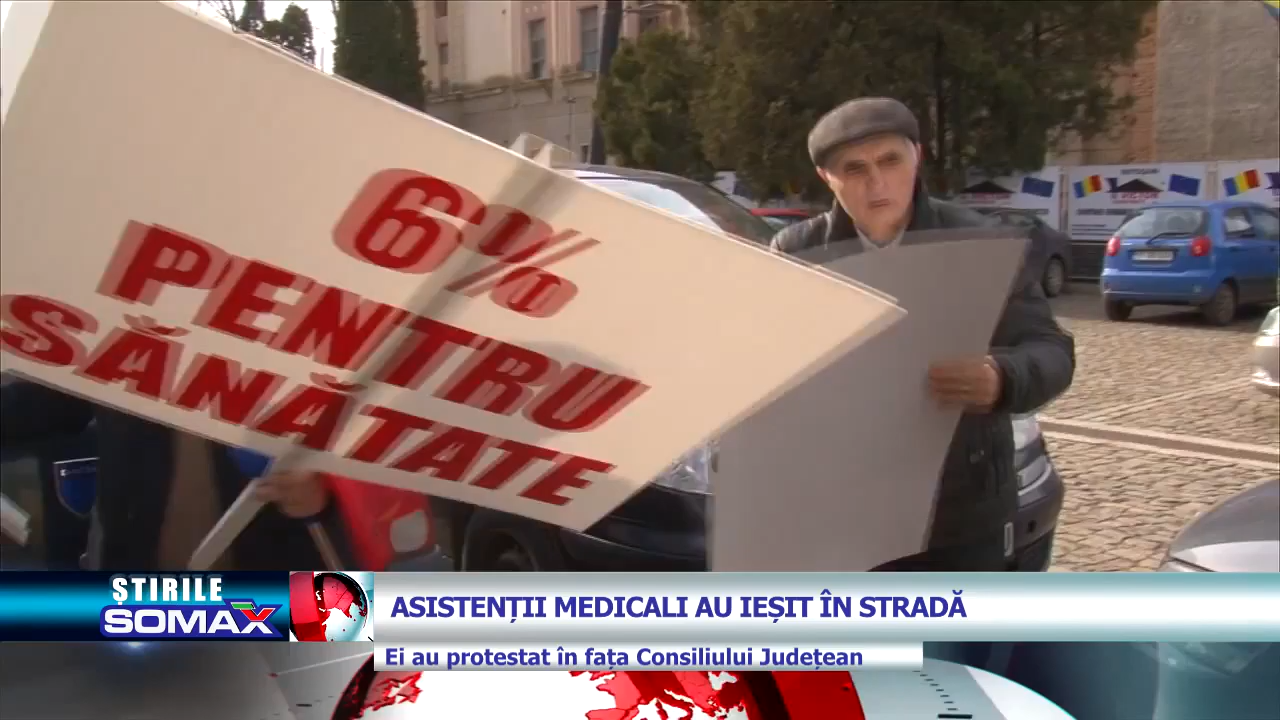 6%
PENTRU
SĂNĂTATE
ȘTIRILE
SOMAX
ASISTENȚII MEDICALI AU IEȘIT ÎN STRADĂ
Ei au protestat în fața Consiliului Județean